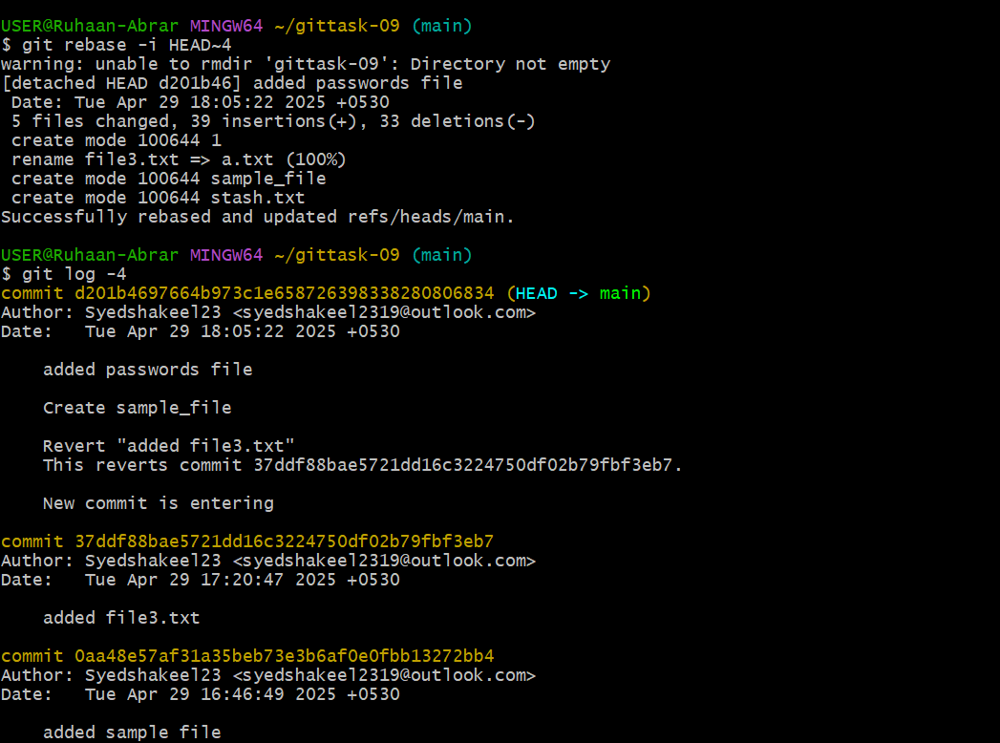 USER@Ruhaan-Abrar MINGW64 ~/gittask-09 (main)
$ git rebase -i HEAD~4
warning: unable to rmdir 'gittask-09': Directory not empty
[detached HEAD d201b46] added passwords file
 Date: Tue Apr 29 18:05:22 2025 +0530
 5 files changed, 39 insertions(+), 33 deletions(-)
 create mode 100644 1
 rename file3.txt => a.txt (100%)
 create mode 100644 sample_file
 create mode 100644 stash.txt
Successfully rebased and updated refs/heads/main.
USER@Ruhaan-Abrar MINGW64 ~/gittask-09 (main)
$ git log -4
commit d201b4697664b973c1e658726398338280806834 (HEAD -> main)
Author: Syedshakeel23 <syedshakeel2319@outlook.com>
Date:   Tue Apr 29 18:05:22 2025 +0530
    added passwords file
    Create sample_file
    Revert "added file3.txt"
    This reverts commit 37ddf88bae5721dd16c3224750df02b79fbf3eb7.
    New commit is entering
commit 37ddf88bae5721dd16c3224750df02b79fbf3eb7
Author: Syedshakeel23 <syedshakeel2319@outlook.com>
Date:   Tue Apr 29 17:20:47 2025 +0530
    added file3.txt
commit 0aa48e57af31a35beb73e3b6af0e0fbb13272bb4
Author: Syedshakeel23 <syedshakeel2319@outlook.com>
Date:   Tue Apr 29 16:46:49 2025 +0530
    added sample file